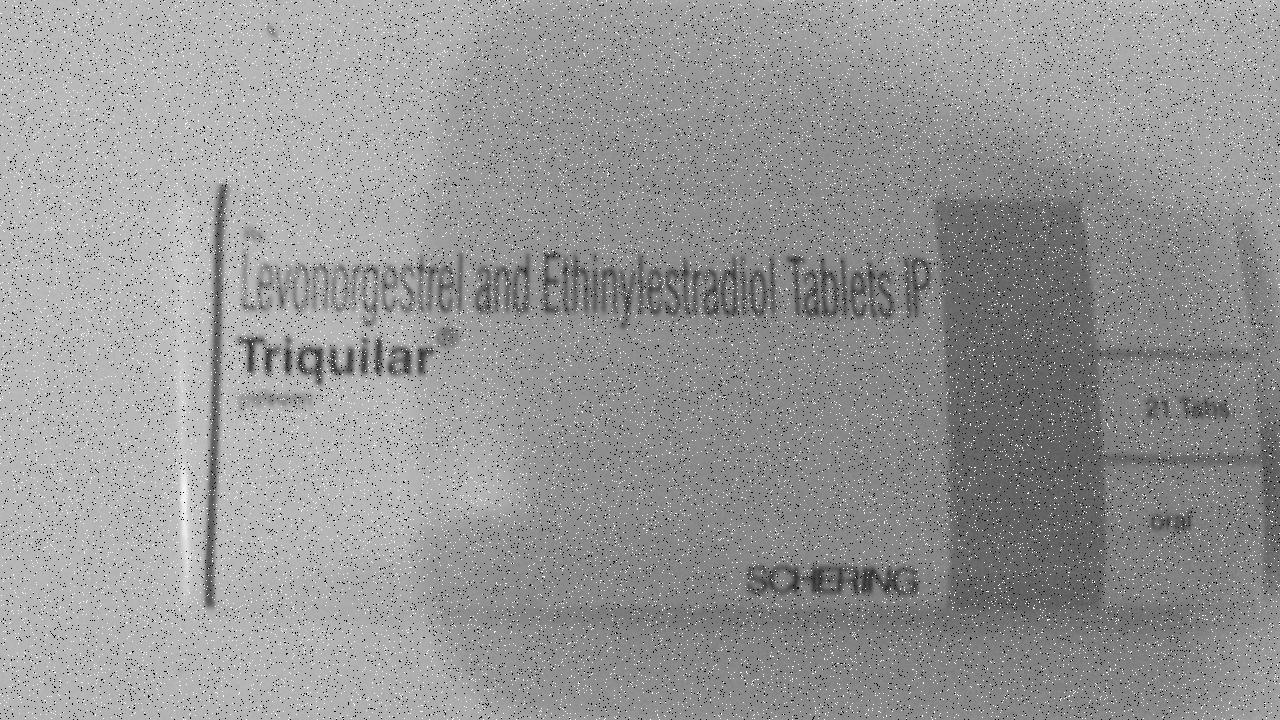 Levonorgestrel and Ethinylestradiol Tablets IP
Triquilar®
21 Tabs
oral
SCHERING